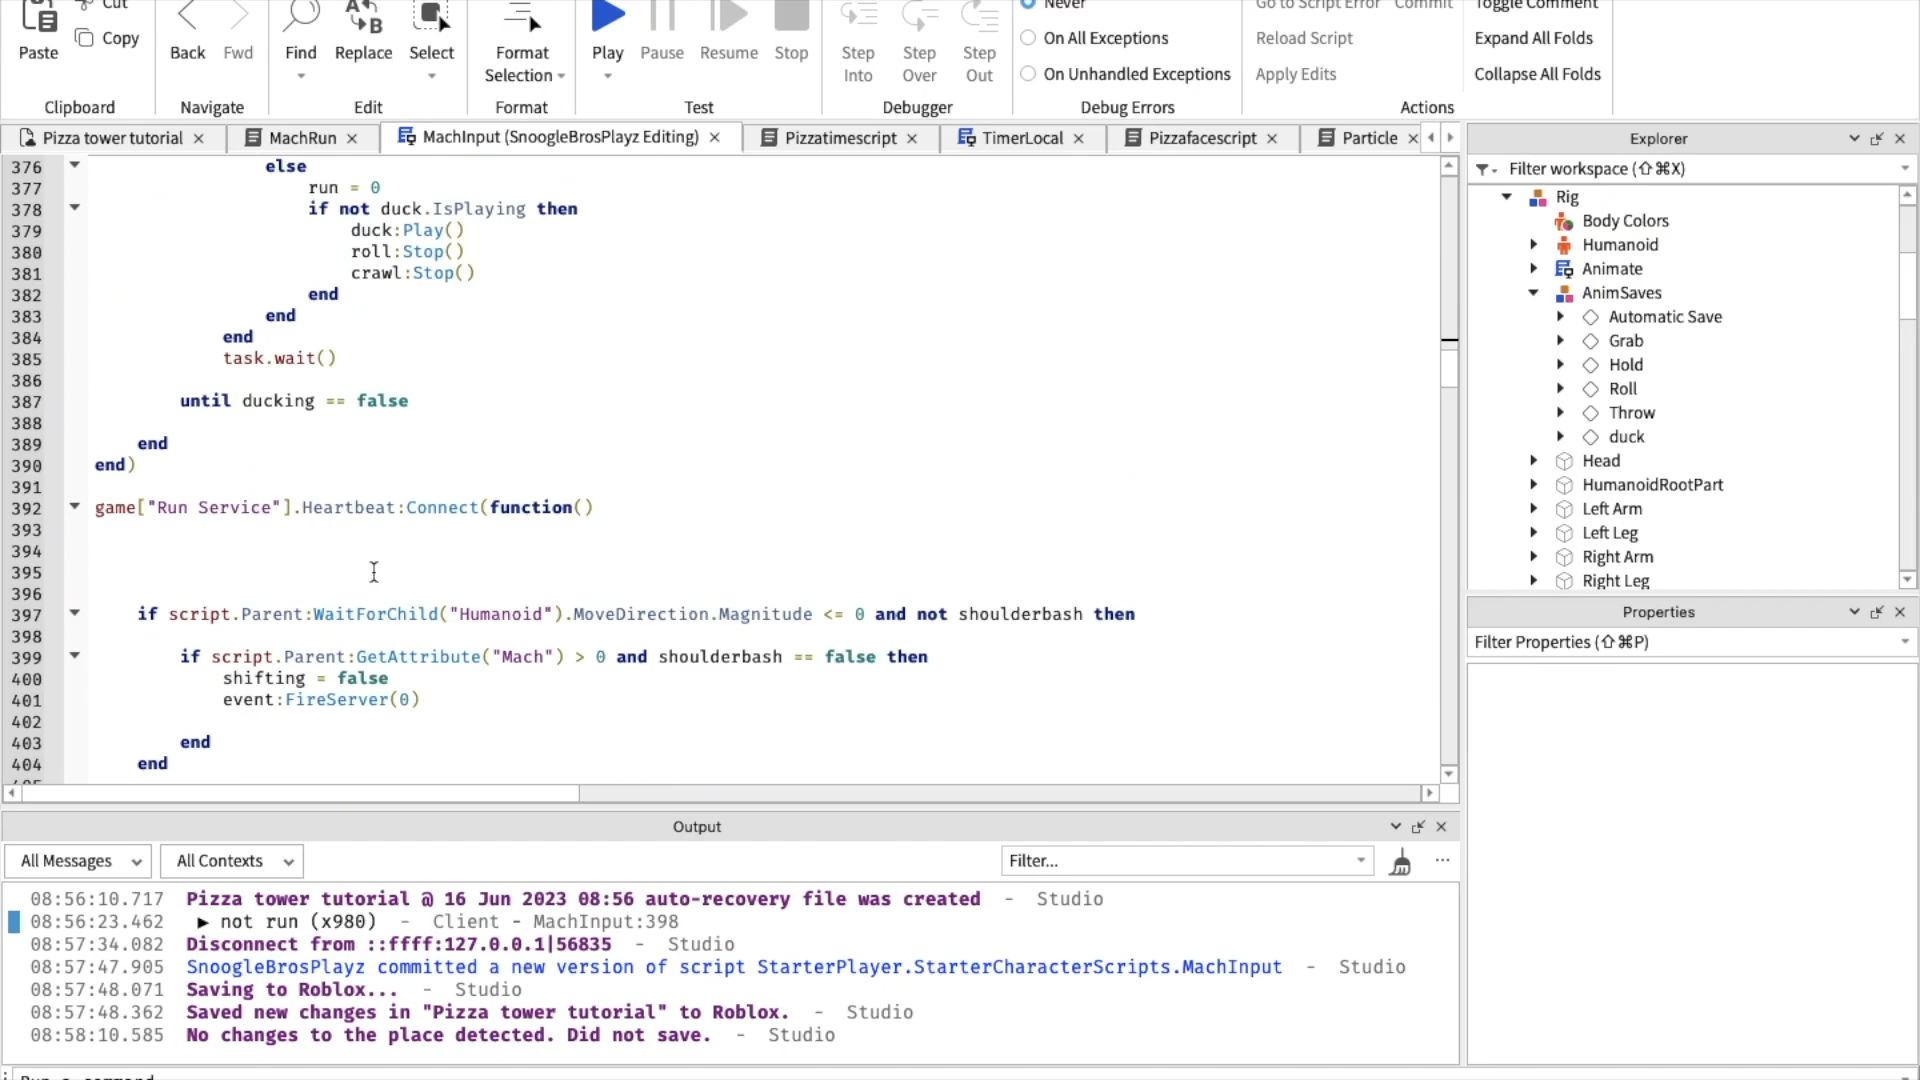 Cut
Never
Go to Script Error Commit
Toggle Comment
Paste Copy Back Fwd Find Replace Select Format Selection Play Pause Resume Stop Step Into Step Over Step Out
On All Exceptions
Reload Script
Expand All Folds
On Unhandled Exceptions
Apply Edits
Collapse All Folds
Clipboard Navigate Edit Format Test Debugger Debug Errors Actions
Pizza tower tutorial MachRun MachInput (SnoogleBrosPlayz Editing) Pizzatimescript TimerLocal Pizzafacescript Particle
376 else
377 run = 0
378 if not duck.IsPlaying then
379 duck:Play()
380 roll:Stop()
381 crawl:Stop()
382 end
383 end
384 end
385 task.wait()
386
387 until ducking == false
388
389 end
390 end)
391
392 game["Run Service"].Heartbeat:Connect(function()
393
394
395
396
397 if script.Parent:WaitForChild("Humanoid").MoveDirection.Magnitude <= 0 and not shoulderbash then
398
399 if script.Parent:GetAttribute("Mach") > 0 and shoulderbash == false then
400 shifting = false
401 event:FireServer(0)
402
403 end
404 end
Explorer
Filter workspace (⇧⌘X)
Rig
Body Colors
Humanoid
Animate
AnimSaves
Automatic Save
Grab
Hold
Roll
Throw
duck
Head
HumanoidRootPart
Left Arm
Left Leg
Right Arm
Right Leg
Properties
Filter Properties (⇧⌘P)
Output
All Messages All Contexts Filter...
08:56:10.717 Pizza tower tutorial @ 16 Jun 2023 08:56 auto-recovery file was created - Studio
08:56:23.462 ▶ not run (x980) - Client - MachInput:398
08:57:34.082 Disconnect from ::ffff:127.0.0.1|56835 - Studio
08:57:47.905 SnoogleBrosPlayz committed a new version of script StarterPlayer.StarterCharacterScripts.MachInput - Studio
08:57:48.071 Saving to Roblox... - Studio
08:57:48.362 Saved new changes in "Pizza tower tutorial" to Roblox. - Studio
08:58:10.585 No changes to the place detected. Did not save. - Studio
Run a command